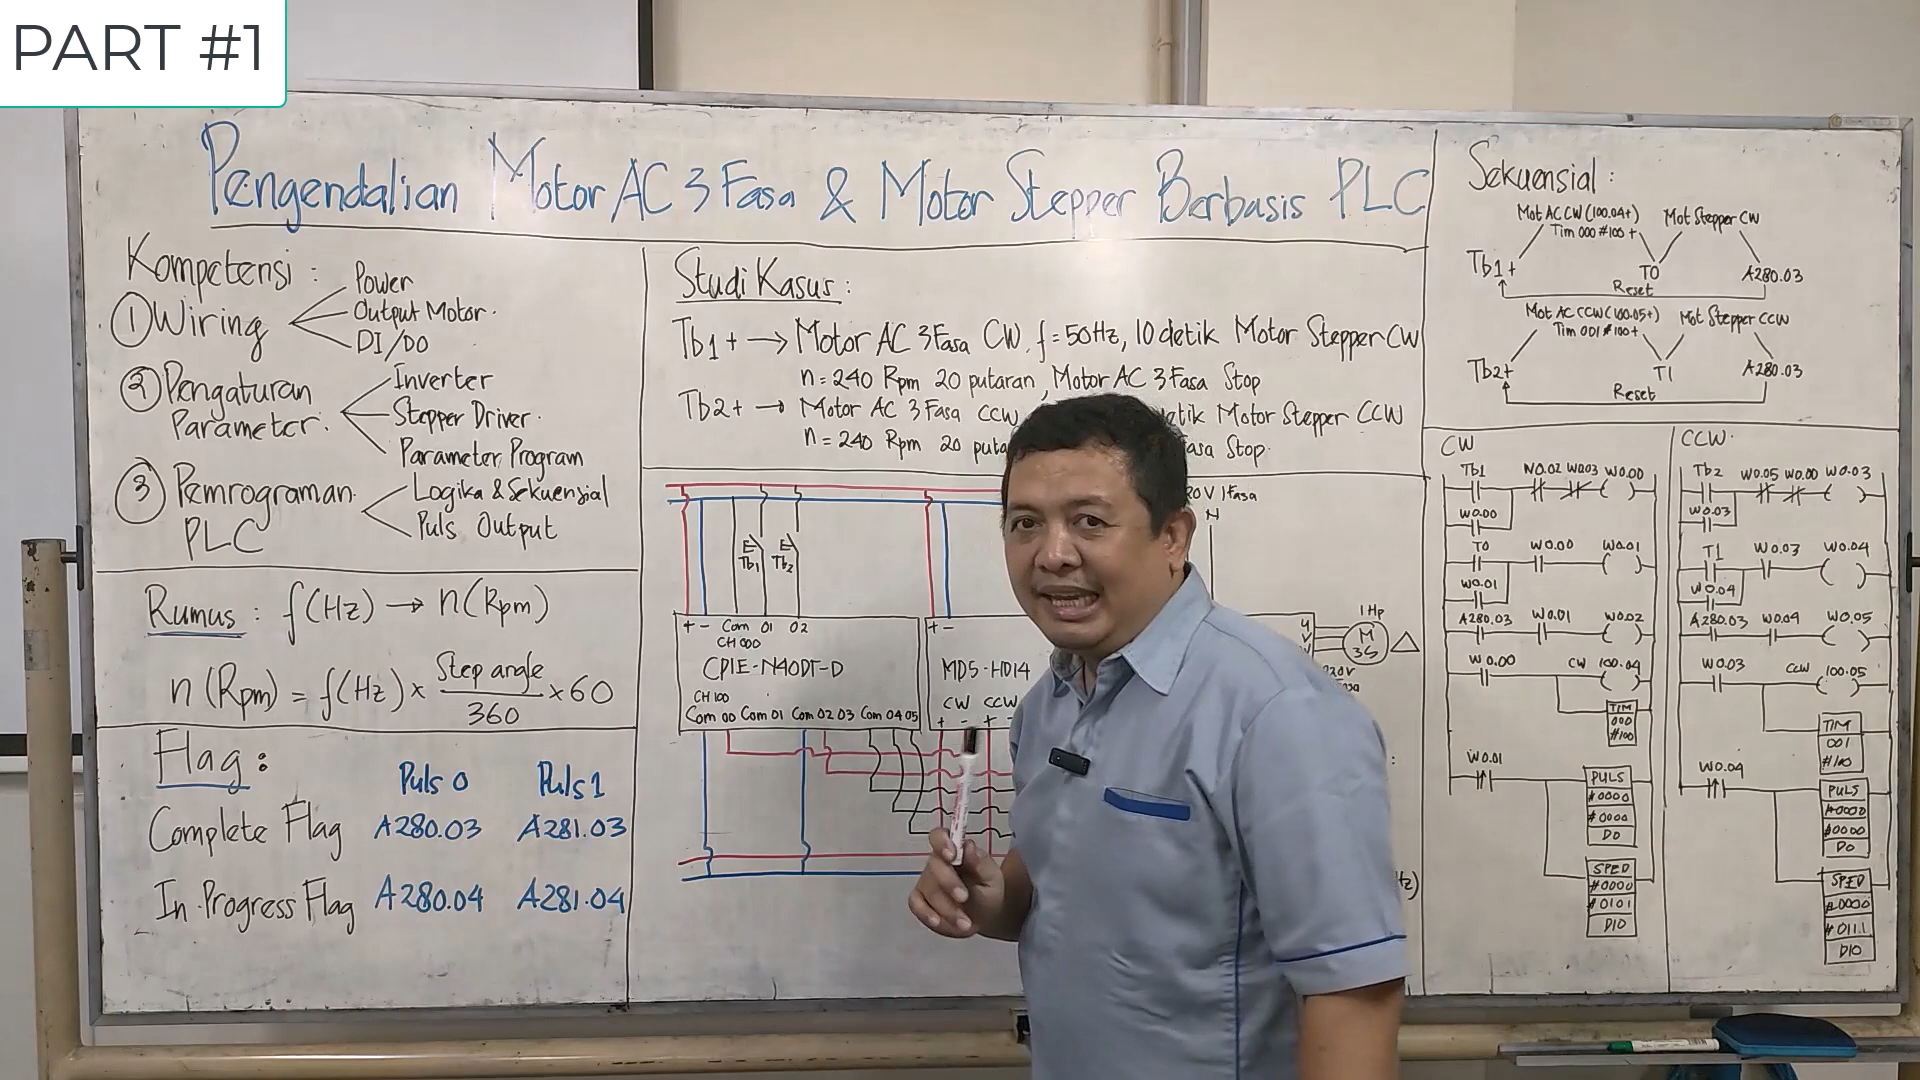 PART #1
Pengendalian Motor AC 3 Fasa & Motor Stepper Berbasis PLC
Kompetensi :
① Wiring
Power
Output Motor.
DI/DO
② Pengaturan Parameter.
Inverter
Stepper Driver.
Parameter Program
③ Pemrograman PLC
Logika & Sekuensial
Puls Output
Rumus : f(Hz) → n(Rpm)
n (Rpm) = f(Hz) × Step angle / 360 × 60
Flag :
Puls 0 Puls 1
Complete Flag A280.03 A281.03
In-Progress Flag A280.04 A281.04
Studi Kasus :
Tb1+ → Motor AC 3Fasa CW, f=50Hz, 10 detik Motor Stepper CW
n = 240 Rpm 20 putaran, Motor AC 3Fasa Stop
Tb2+ → Motor AC 3 Fasa CCW
Motor Stepper CCW
n = 240 Rpm 20
Stop.
1 Fasa
N
Tb1 Tb2
+ - Com 01 02
CH 000
CP1E-N40DT-D
CH 100
Com 00 Com 01 Com 02 03 Com 04 05
+ -
MD5-HD14
CW CCW
+ - +
1 Hp
M
3~
Sekuensial :
Mot AC CW (100.04+) Mot Stepper CW
Tim 000 #100 +
Tb1+ T0 A280.03
Reset
Mot AC CCW (100.05+) Mot Stepper CCW
Tim 001 #100+
Tb2+ T1 A280.03
Reset
CW
Tb1 W0.02 W0.03 W0.00
W0.00
T0 W0.00 W0.01
W0.01
A280.03 W0.01 W0.02
W0.00 CW 100.04
TIM
000
#100
W0.01
PULS
#0000
#0000
D0
SPED
#0000
#0101
D10
CCW.
Tb2 W0.05 W0.00 W0.03
W0.03
T1 W0.03 W0.04
W0.04
A280.03 W0.04 W0.05
W0.03 CCW 100.05
TIM
001
#100
W0.04
PULS
#0000
#0000
D0
SPED
#0000
#0111
D10